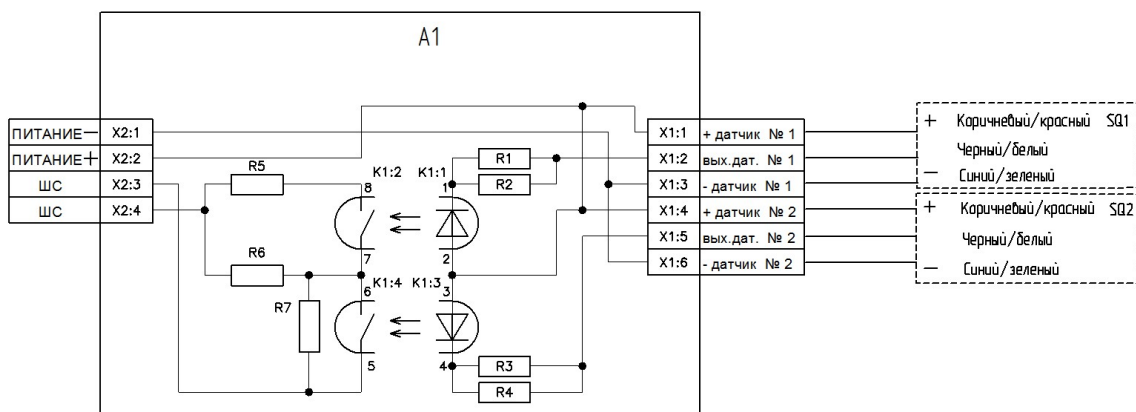 A1
ПИТАНИЕ— X2:1
ПИТАНИЕ+ X2:2
ШС X2:3
ШС X2:4
R5
R6
R7
K1:2 K1:1
8 1
7 2
K1:4 K1:3
6 3
5 4
R1
R2
R3
R4
X1:1 + датчик № 1
X1:2 вых.дат. № 1
X1:3 - датчик № 1
X1:4 + датчик № 2
X1:5 вых.дат. № 2
X1:6 - датчик № 2
+ Коричневый/красный SQ1
Черный/белый
— Синий/зеленый
+ Коричневый/красный SQ2
Черный/белый
— Синий/зеленый